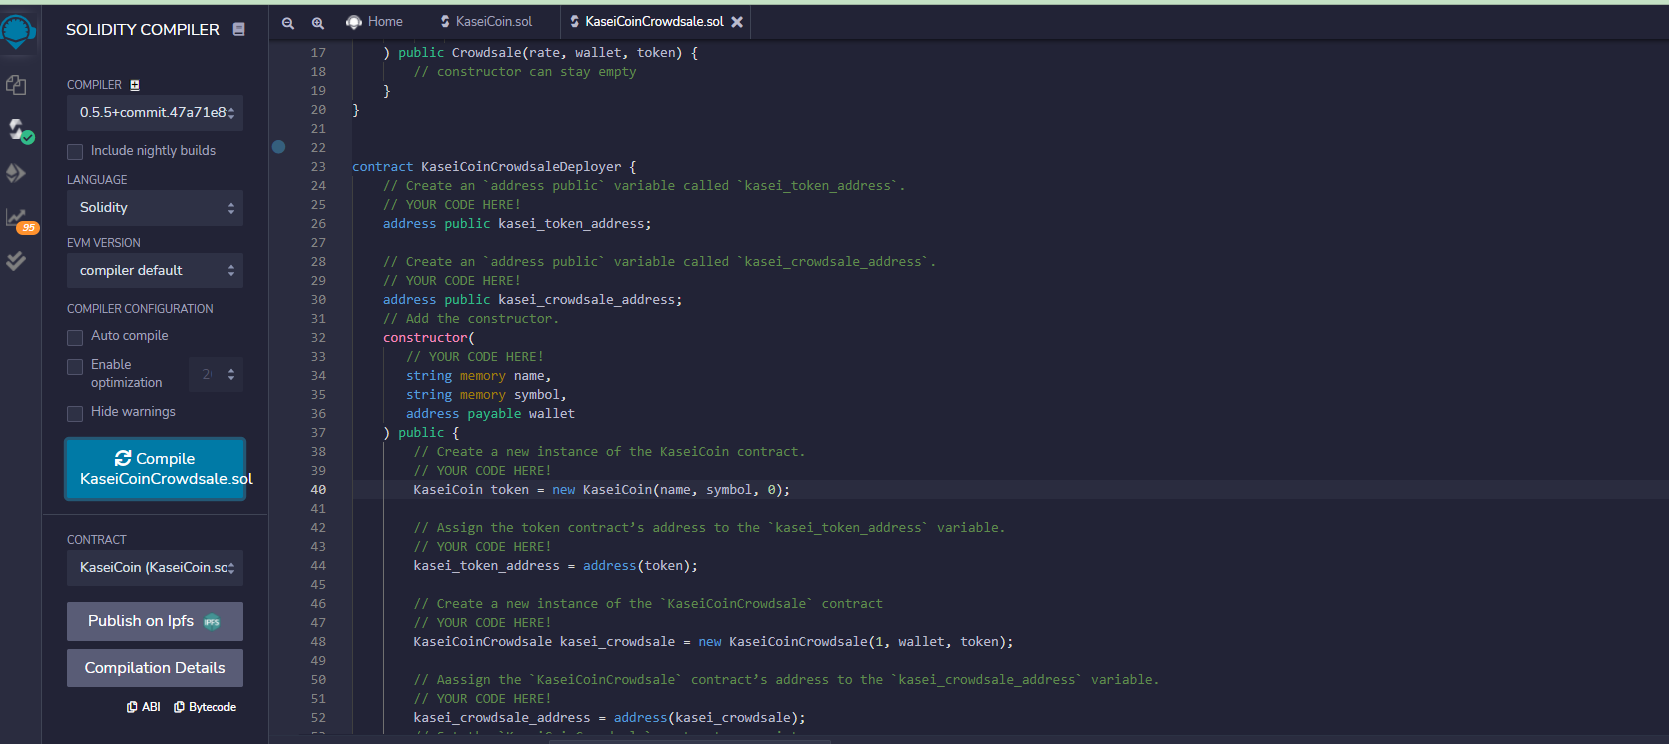 SOLIDITY COMPILER
COMPILER
0.5.5+commit.47a71e8
Include nightly builds
LANGUAGE
Solidity
EVM VERSION
compiler default
COMPILER CONFIGURATION
Auto compile
Enable
optimization
Hide warnings
Compile
KaseiCoinCrowdsale.sol
CONTRACT
KaseiCoin (KaseiCoin.so
Publish on Ipfs IPFS
Compilation Details
ABI Bytecode
95
Home KaseiCoin.sol KaseiCoinCrowdsale.sol
17 ) public Crowdsale(rate, wallet, token) {
18 // constructor can stay empty
19 }
20 }
21
22
23 contract KaseiCoinCrowdsaleDeployer {
24 // Create an `address public` variable called `kasei_token_address`.
25 // YOUR CODE HERE!
26 address public kasei_token_address;
27
28 // Create an `address public` variable called `kasei_crowdsale_address`.
29 // YOUR CODE HERE!
30 address public kasei_crowdsale_address;
31 // Add the constructor.
32 constructor(
33 // YOUR CODE HERE!
34 string memory name,
35 string memory symbol,
36 address payable wallet
37 ) public {
38 // Create a new instance of the KaseiCoin contract.
39 // YOUR CODE HERE!
40 KaseiCoin token = new KaseiCoin(name, symbol, 0);
41
42 // Assign the token contract’s address to the `kasei_token_address` variable.
43 // YOUR CODE HERE!
44 kasei_token_address = address(token);
45
46 // Create a new instance of the `KaseiCoinCrowdsale` contract
47 // YOUR CODE HERE!
48 KaseiCoinCrowdsale kasei_crowdsale = new KaseiCoinCrowdsale(1, wallet, token);
49
50 // Aassign the `KaseiCoinCrowdsale` contract’s address to the `kasei_crowdsale_address` variable.
51 // YOUR CODE HERE!
52 kasei_crowdsale_address = address(kasei_crowdsale);